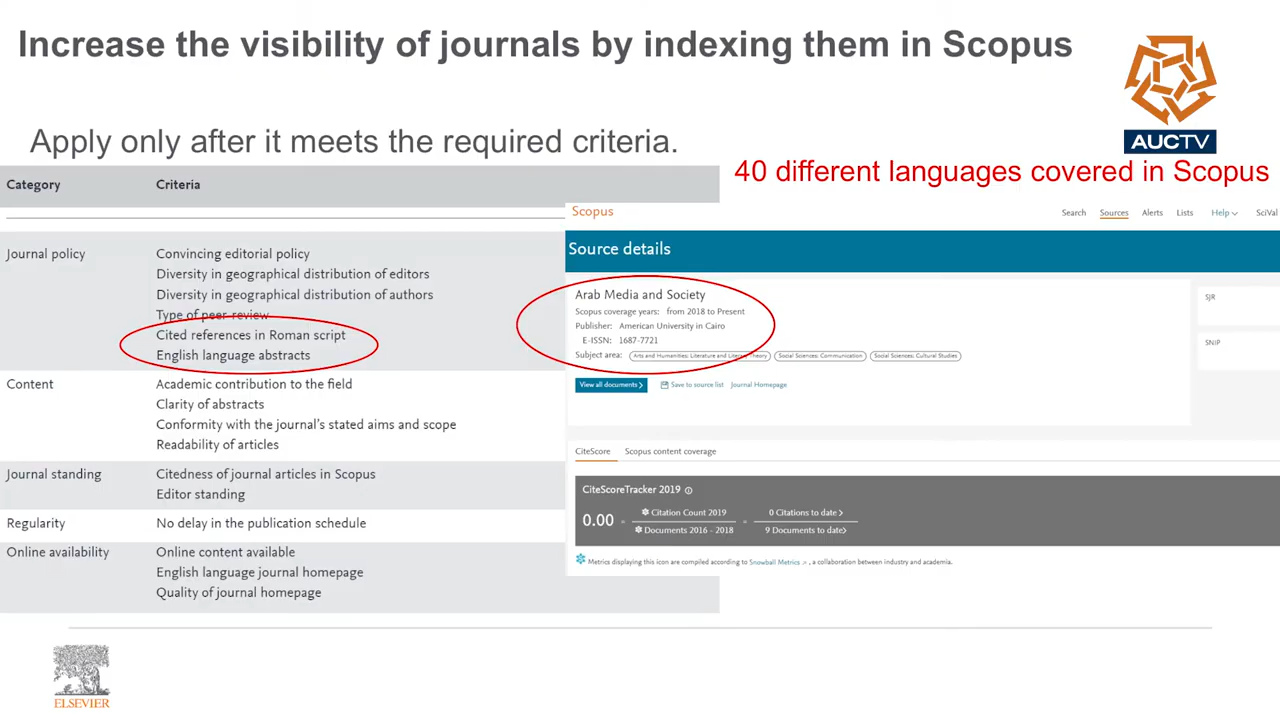 Increase the visibility of journals by indexing them in Scopus
AUCTV
Apply only after it meets the required criteria.
40 different languages covered in Scopus
Category Criteria
Journal policy Convincing editorial policy
Diversity in geographical distribution of editors
Diversity in geographical distribution of authors
Type of peer-review
Cited references in Roman script
English language abstracts
Content Academic contribution to the field
Clarity of abstracts
Conformity with the journal's stated aims and scope
Readability of articles
Journal standing Citedness of journal articles in Scopus
Editor standing
Regularity No delay in the publication schedule
Online availability Online content available
English language journal homepage
Quality of journal homepage
Scopus Search Sources Alerts Lists Help SciVal
Source details
Arab Media and Society
Scopus coverage years: from 2018 to Present
Publisher: American University in Cairo
E-ISSN: 1687-7721
Subject area: Arts and Humanities: Literature and Literary Theory Social Sciences: Communication Social Sciences: Cultural Studies
View all documents > Save to source list Journal Homepage
SJR
SNIP
CiteScore Scopus content coverage
CiteScoreTracker 2019
0.00 = Citation Count 2019 = 0 Citations to date >
Documents 2016 - 2018 9 Documents to date>
Metrics displaying this icon are compiled according to Snowball Metrics , a collaboration between industry and academia.
ELSEVIER